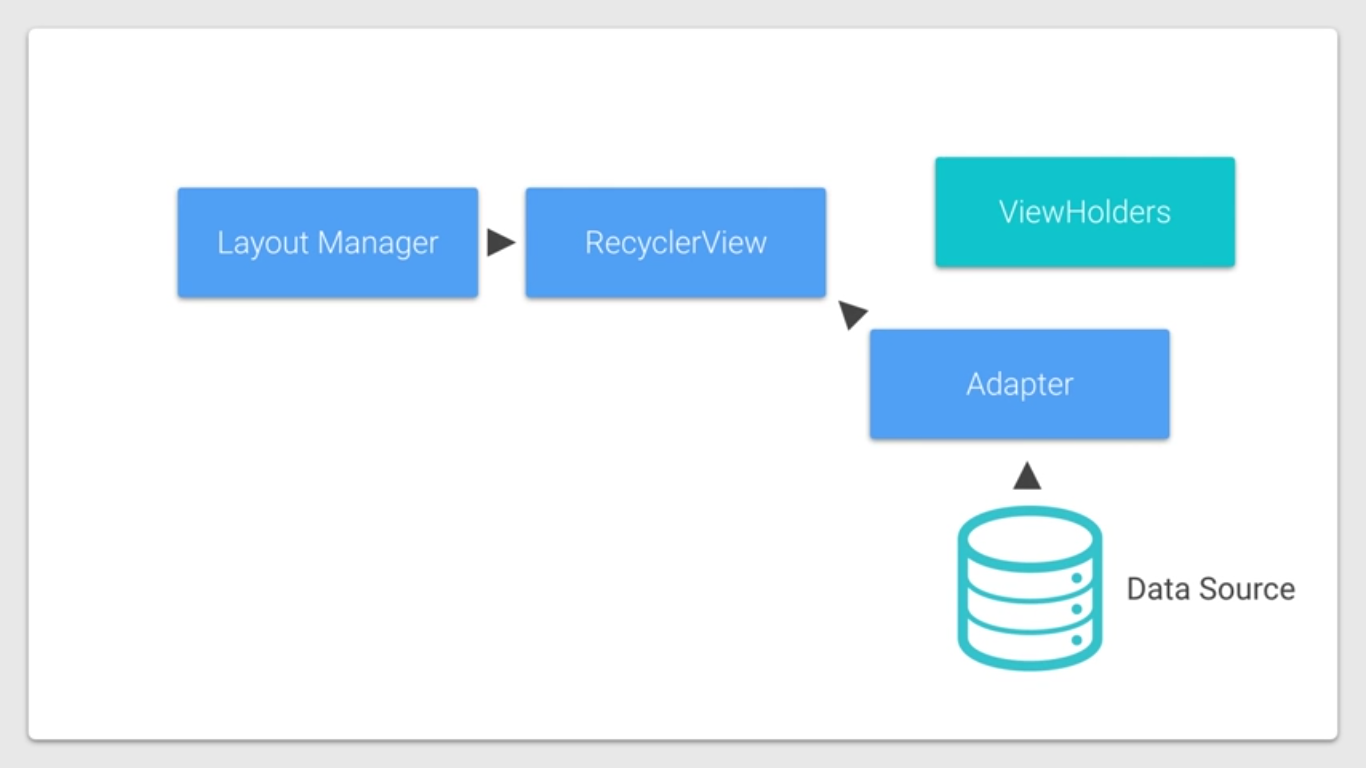 Layout Manager
RecyclerView
ViewHolders
Adapter
Data Source